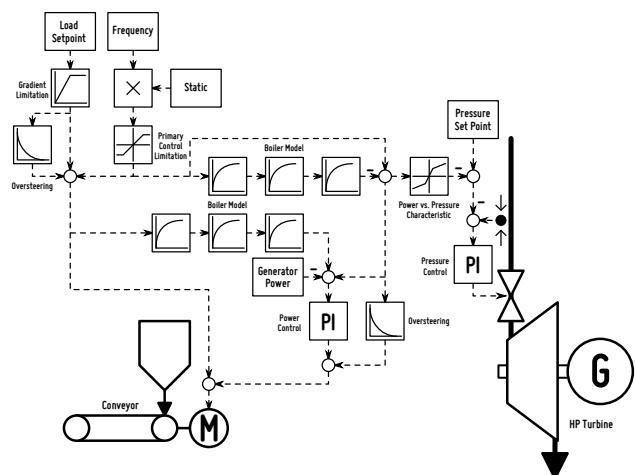 Load
Setpoint
Frequency
Gradient
Limitation
Static
Pressure
Set Point
Primary
Control
Limitation
Boiler Model
Oversteering
Power vs. Pressure
Characteristic
Boiler Model
Generator
Power
Pressure
Control
PI
Power
Control
PI
Oversteering
Conveyor
M
G
HP Turbine